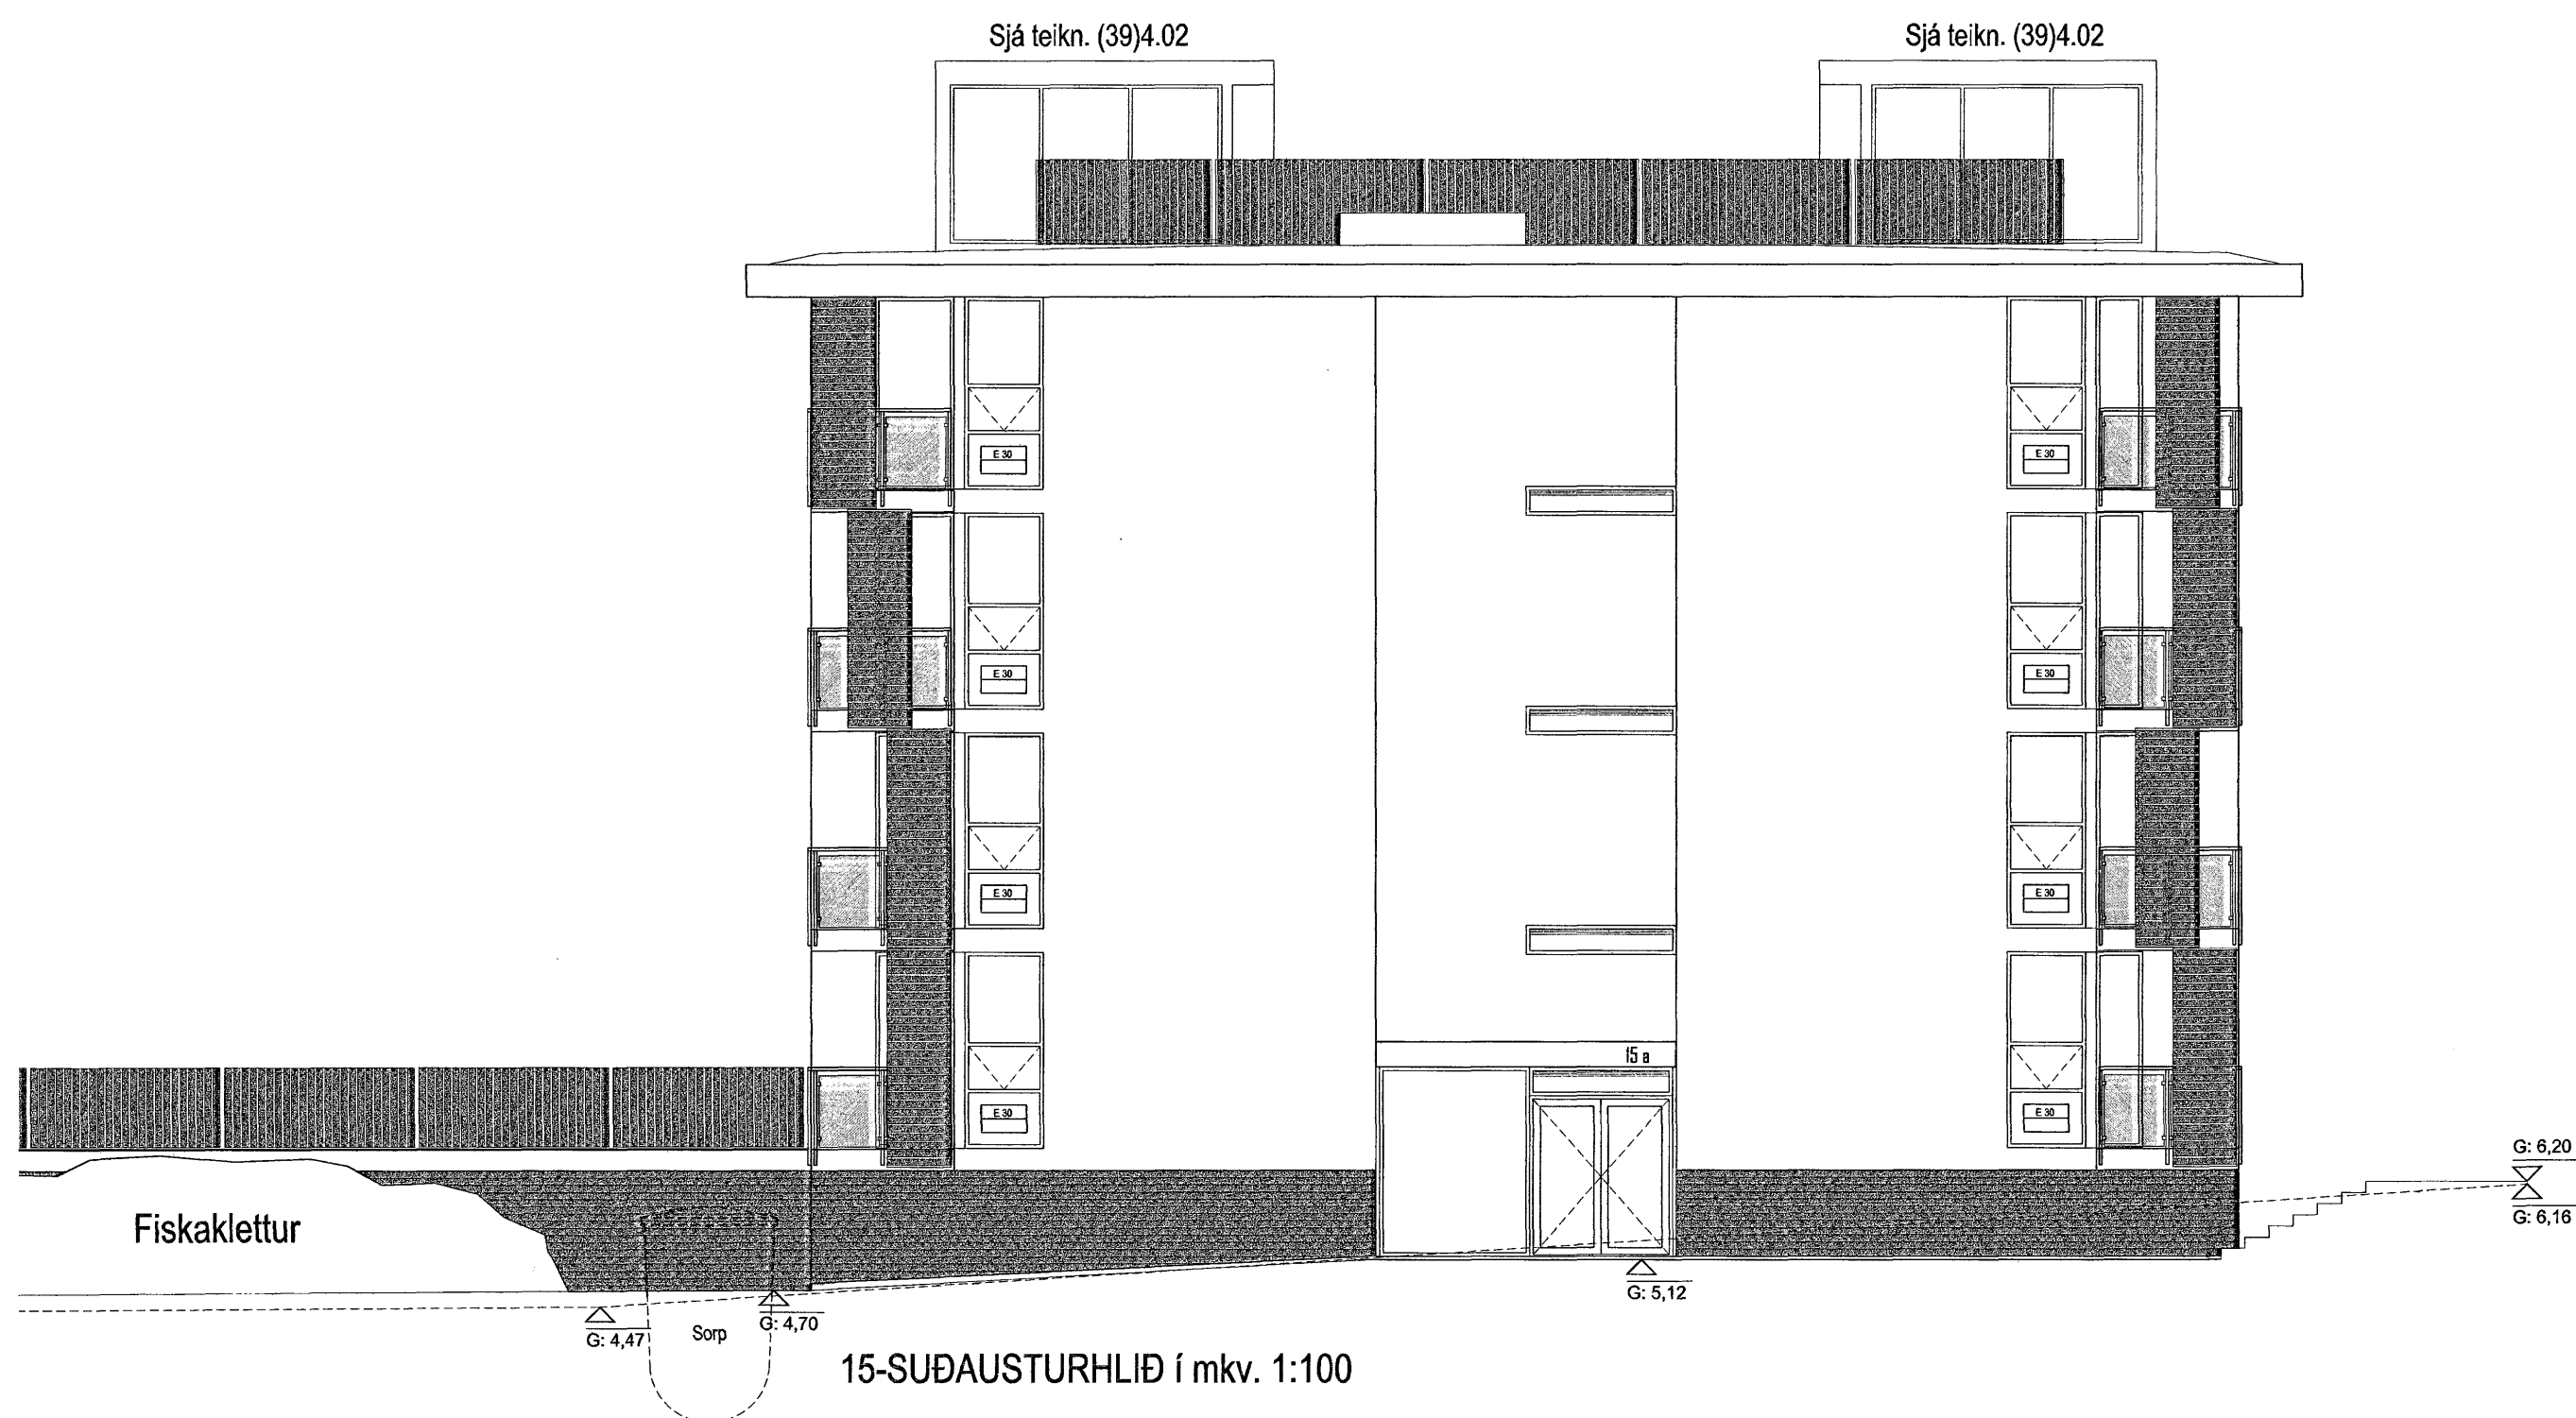 Sjá teikn. (39)4.02
Sjá teikn. (39)4.02
E 30
E 30
E 30
E 30
E 30
E 30
15 a
E 30
E 30
G: 6,20
G: 6,16
Fiskaklettur
G: 5,12
G: 4,70
G: 4,47
Sorp
15-SUÐAUSTURHLIÐ í mkv. 1:100